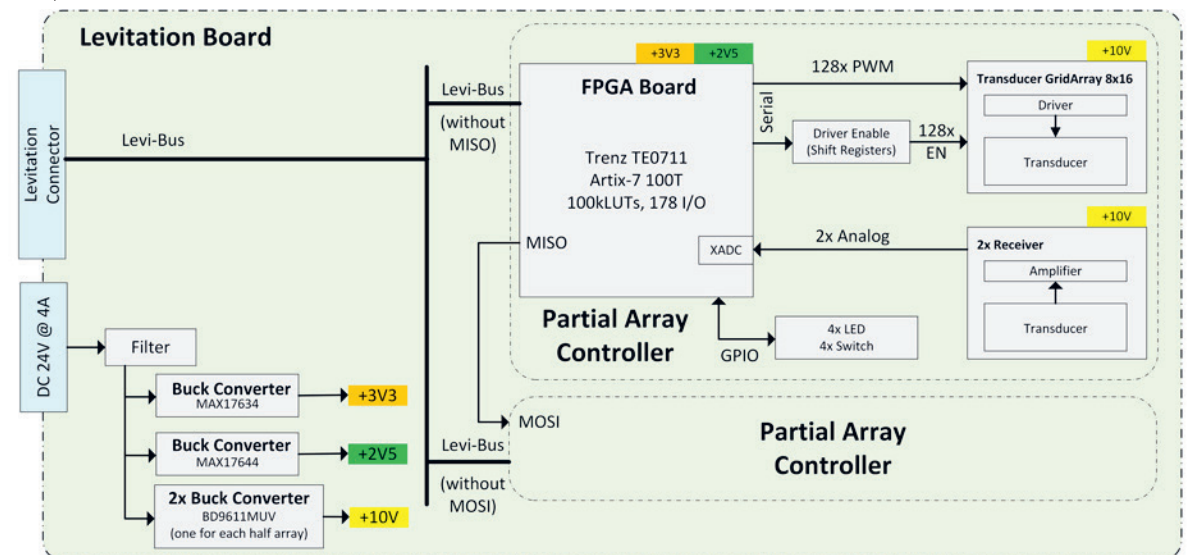 Levitation Board
Levitation
Connector
Levi-Bus
DC 24V @ 4A
Filter
Buck Converter
MAX17634
+3V3
Buck Converter
MAX17644
+2V5
2x Buck Converter
BD9611MUV
(one for each half array)
+10V
Levi-Bus
(without
MISO)
+3V3
+2V5
FPGA Board
Trenz TE0711
Artix-7 100T
100kLUTs, 178 I/O
MISO
XADC
Partial Array
Controller
128x PWM
Serial
Driver Enable
(Shift Registers)
128x
EN
+10V
Transducer GridArray 8x16
Driver
Transducer
2x Analog
+10V
2x Receiver
Amplifier
Transducer
GPIO
4x LED
4x Switch
MOSI
Levi-Bus
(without
MOSI)
Partial Array
Controller